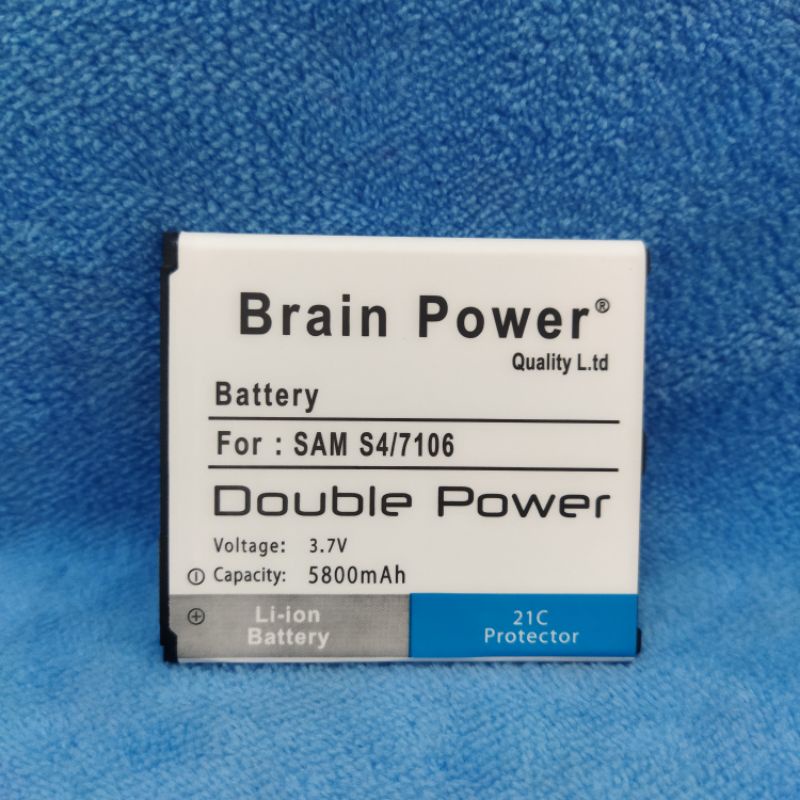 Brain Power®
Quality L.td
Battery
For : SAM S4/7106
Double Power
Voltage: 3.7V
⊖ Capacity: 5800mAh
⊕ Li-ion
Battery
21C
Protector